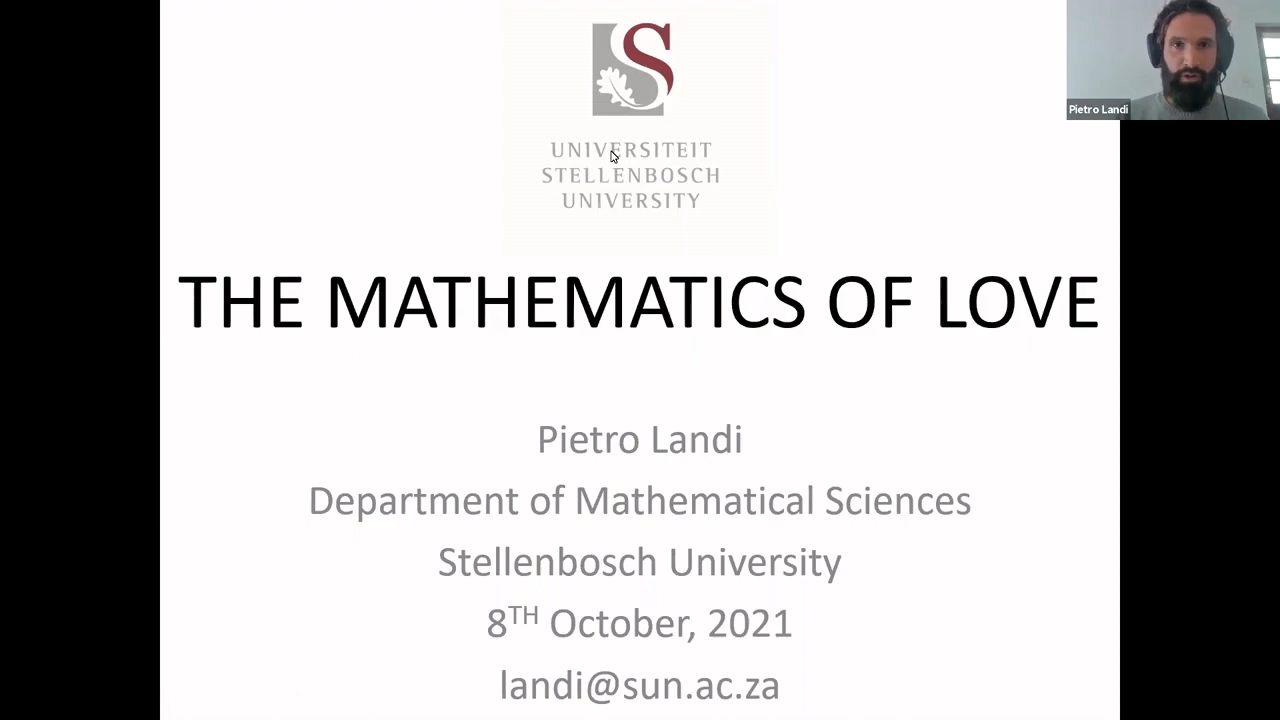 UNIVERSITEIT
STELLENBOSCH
UNIVERSITY
Pietro Landi
THE MATHEMATICS OF LOVE
Pietro Landi
Department of Mathematical Sciences
Stellenbosch University
8TH October, 2021
landi@sun.ac.za